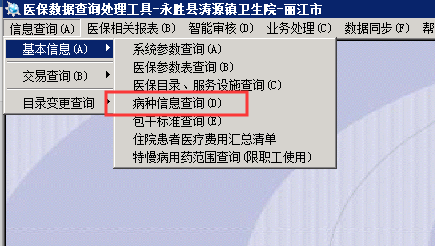 医保数据查询处理工具-永胜县涛源镇卫生院-丽江市
信息查询(A) 医保相关报表(B) 智能审核(D) 业务处理(C) 数据同步(F) 帮
基本信息(A)
交易查询(B)
目录变更查询
系统参数查询(A)
医保参数表查询(B)
医保目录、服务设施查询(C)
病种信息查询(D)
包干标准查询(E)
住院患者医疗费用汇总清单
特慢病用药范围查询(限职工使用)